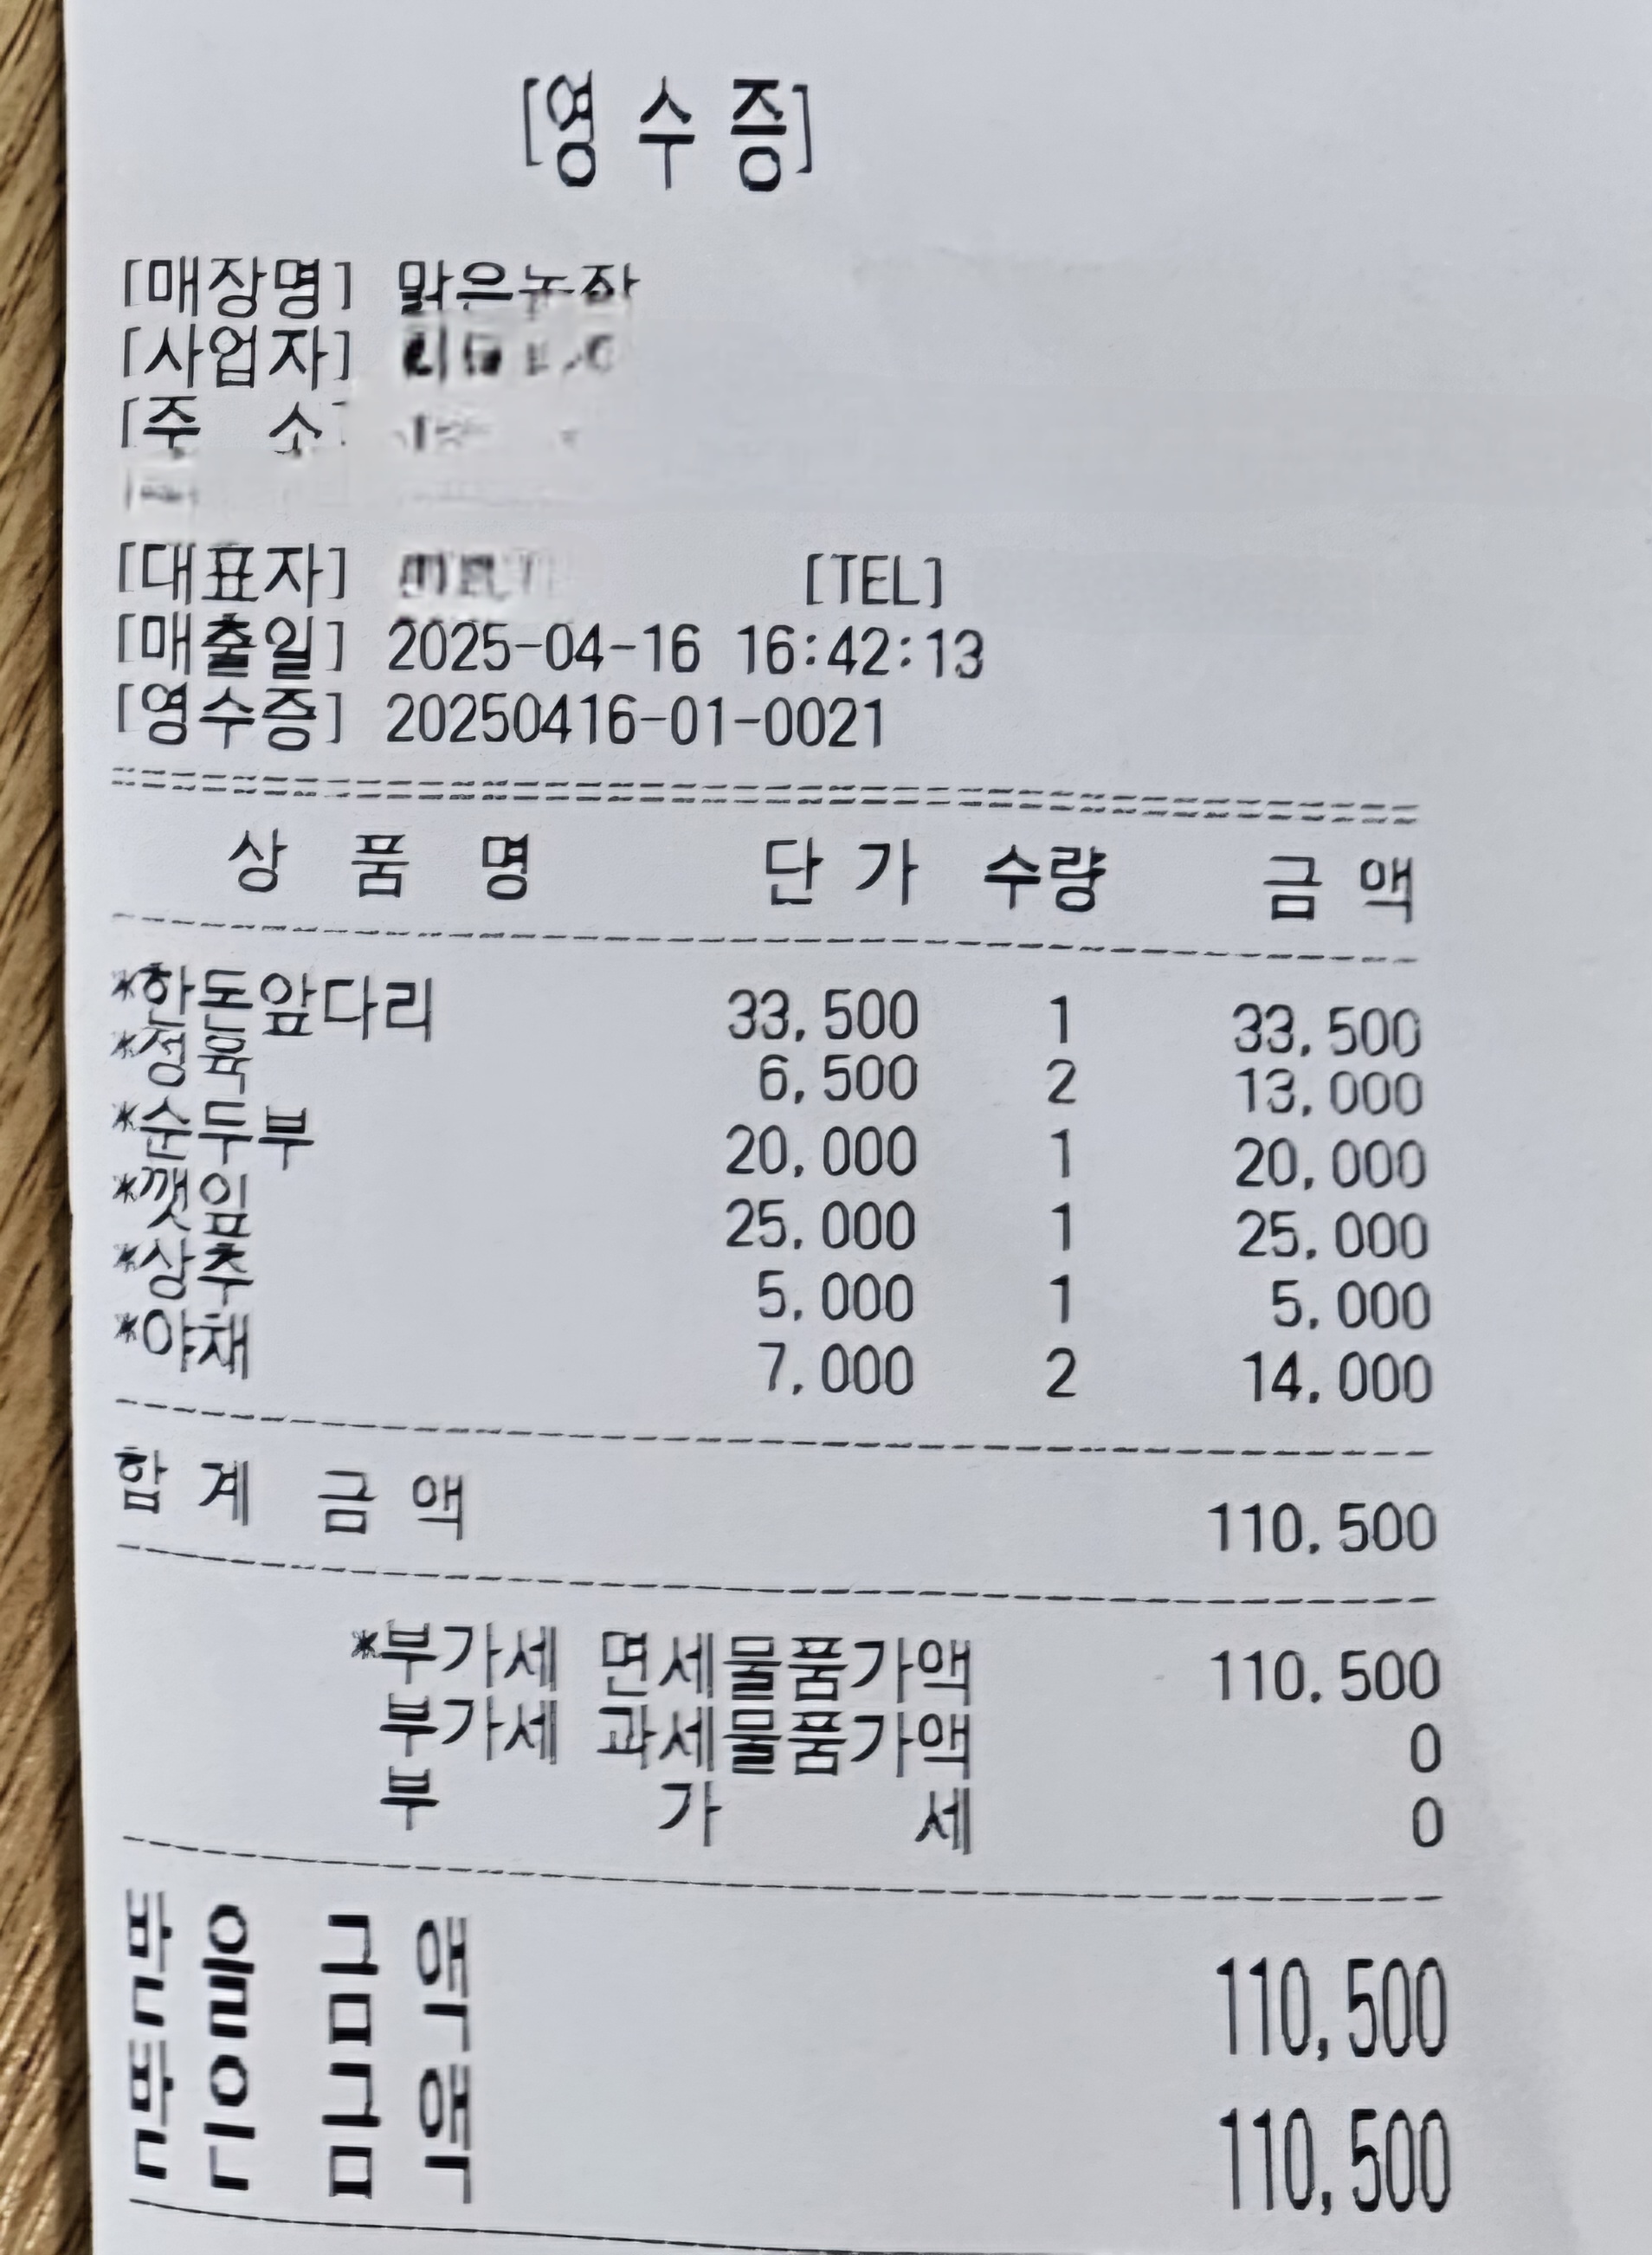 [영 수 증]
[매장명] 맑은농장
[사업자]
[주 소]
[대표자] [TEL]
[매출일] 2025-04-16 16:42:13
[영수증] 20250416-01-0021
상 품 명 단 가 수량 금 액
*한돈앞다리 33,500 1 33,500
*정육 6,500 2 13,000
*순두부 20,000 1 20,000
*깻잎 25,000 1 25,000
*상추 5,000 1 5,000
*야채 7,000 2 14,000
합 계 금 액 110,500
*부가세 면세물품가액 110,500
부가세 과세물품가액 0
부 가 세 0
받 을 금 액 110,500
받 은 금 액 110,500